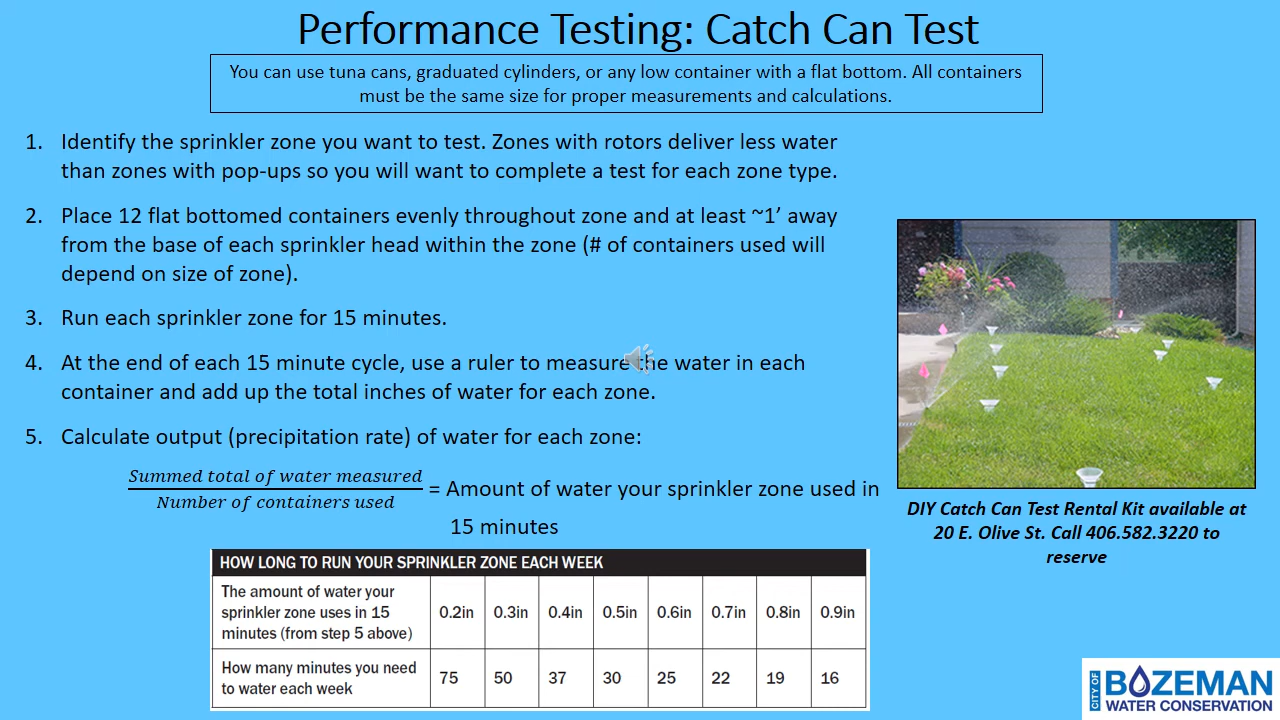 Performance Testing: Catch Can Test
You can use tuna cans, graduated cylinders, or any low container with a flat bottom. All containers
must be the same size for proper measurements and calculations.
1. Identify the sprinkler zone you want to test. Zones with rotors deliver less water
than zones with pop-ups so you will want to complete a test for each zone type.
2. Place 12 flat bottomed containers evenly throughout zone and at least ~1’ away
from the base of each sprinkler head within the zone (# of containers used will
depend on size of zone).
3. Run each sprinkler zone for 15 minutes.
4. At the end of each 15 minute cycle, use a ruler to measure the water in each
container and add up the total inches of water for each zone.
5. Calculate output (precipitation rate) of water for each zone:
Summed total of water measured
Number of containers used
= Amount of water your sprinkler zone used in
15 minutes
HOW LONG TO RUN YOUR SPRINKLER ZONE EACH WEEK
The amount of water your
sprinkler zone uses in 15
minutes (from step 5 above)
0.2in 0.3in 0.4in 0.5in 0.6in 0.7in 0.8in 0.9in
How many minutes you need
to water each week
75 50 37 30 25 22 19 16
DIY Catch Can Test Rental Kit available at
20 E. Olive St. Call 406.582.3220 to
reserve
CITY OF
BOZEMAN
WATER CONSERVATION